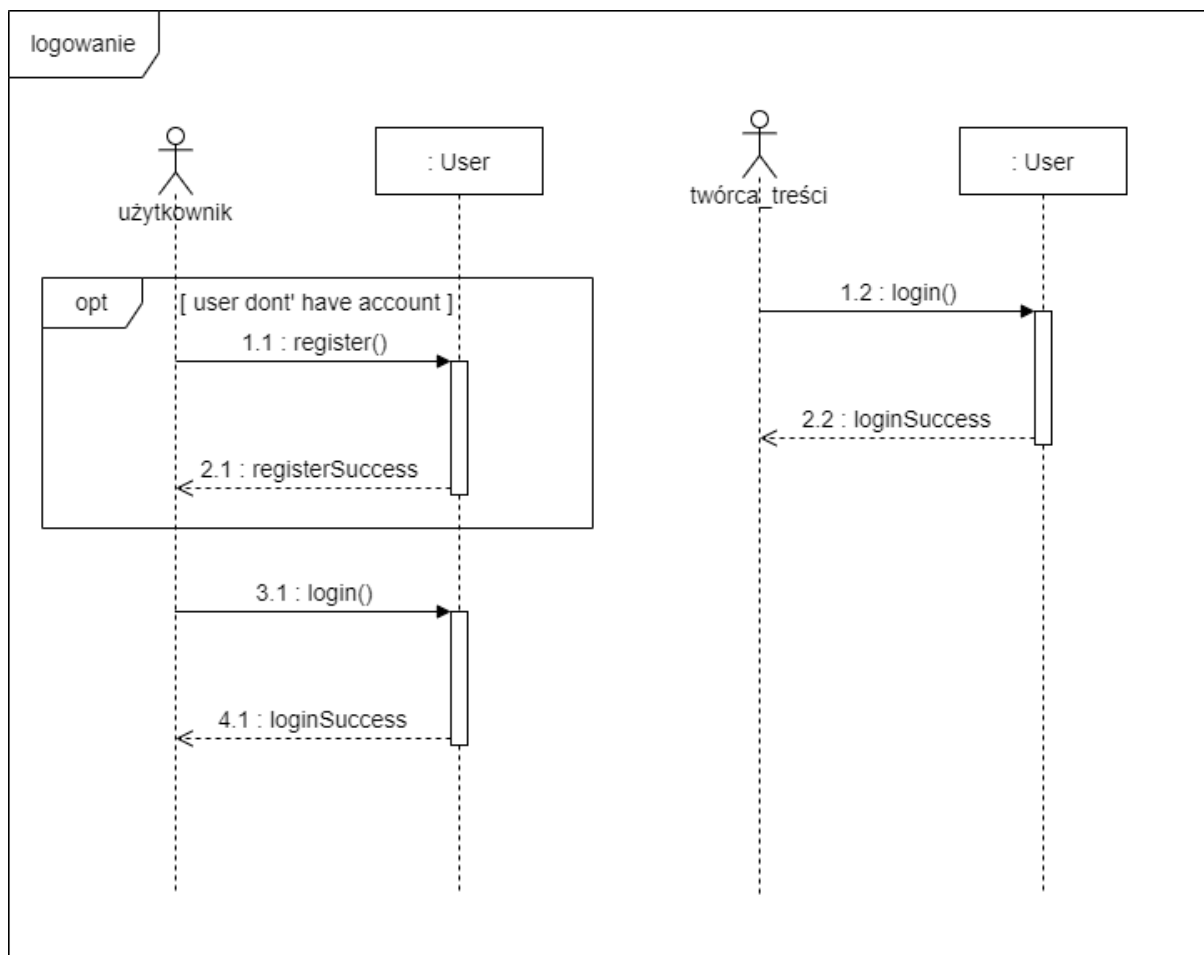 logowanie
użytkownik
: User
opt
[ user dont' have account ]
1.1 : register()
2.1 : registerSuccess
3.1 : login()
4.1 : loginSuccess
twórca_treści
: User
1.2 : login()
2.2 : loginSuccess